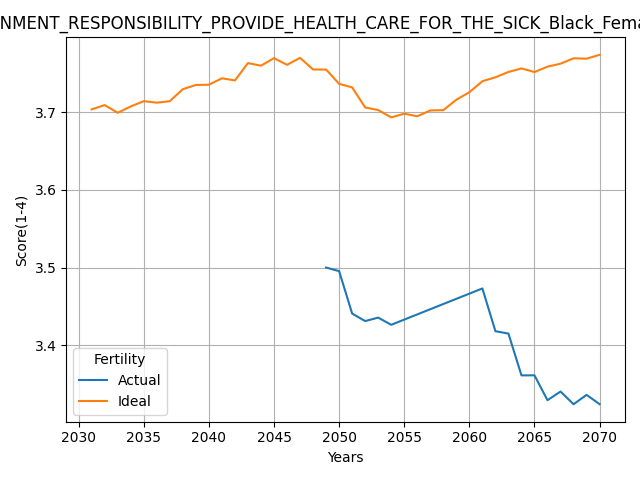 NMENT_RESPONSIBILITY_PROVIDE_HEALTH_CARE_FOR_THE_SICK_Black_Fema
3.7
3.6
3.5
3.4
Score(1-4)
Fertility
Actual
Ideal
2030 2035 2040 2045 2050 2055 2060 2065 2070
Years